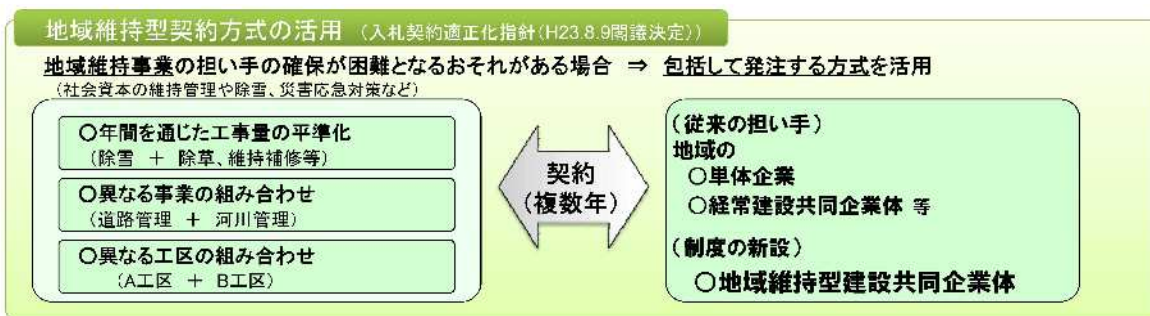 地域維持型契約方式の活用 (入札契約適正化指針(H23.8.9閣議決定))
地域維持事業の担い手の確保が困難となるおそれがある場合 ⇒ 包括して発注する方式を活用
(社会資本の維持管理や除雪、災害応急対策など)
○年間を通じた工事量の平準化
(除雪 + 除草、維持補修等)
○異なる事業の組み合わせ
(道路管理 + 河川管理)
○異なる工区の組み合わせ
(A工区 + B工区)
契約
(複数年)
(従来の担い手)
地域の
○単体企業
○経常建設共同企業体 等
(制度の新設)
○地域維持型建設共同企業体